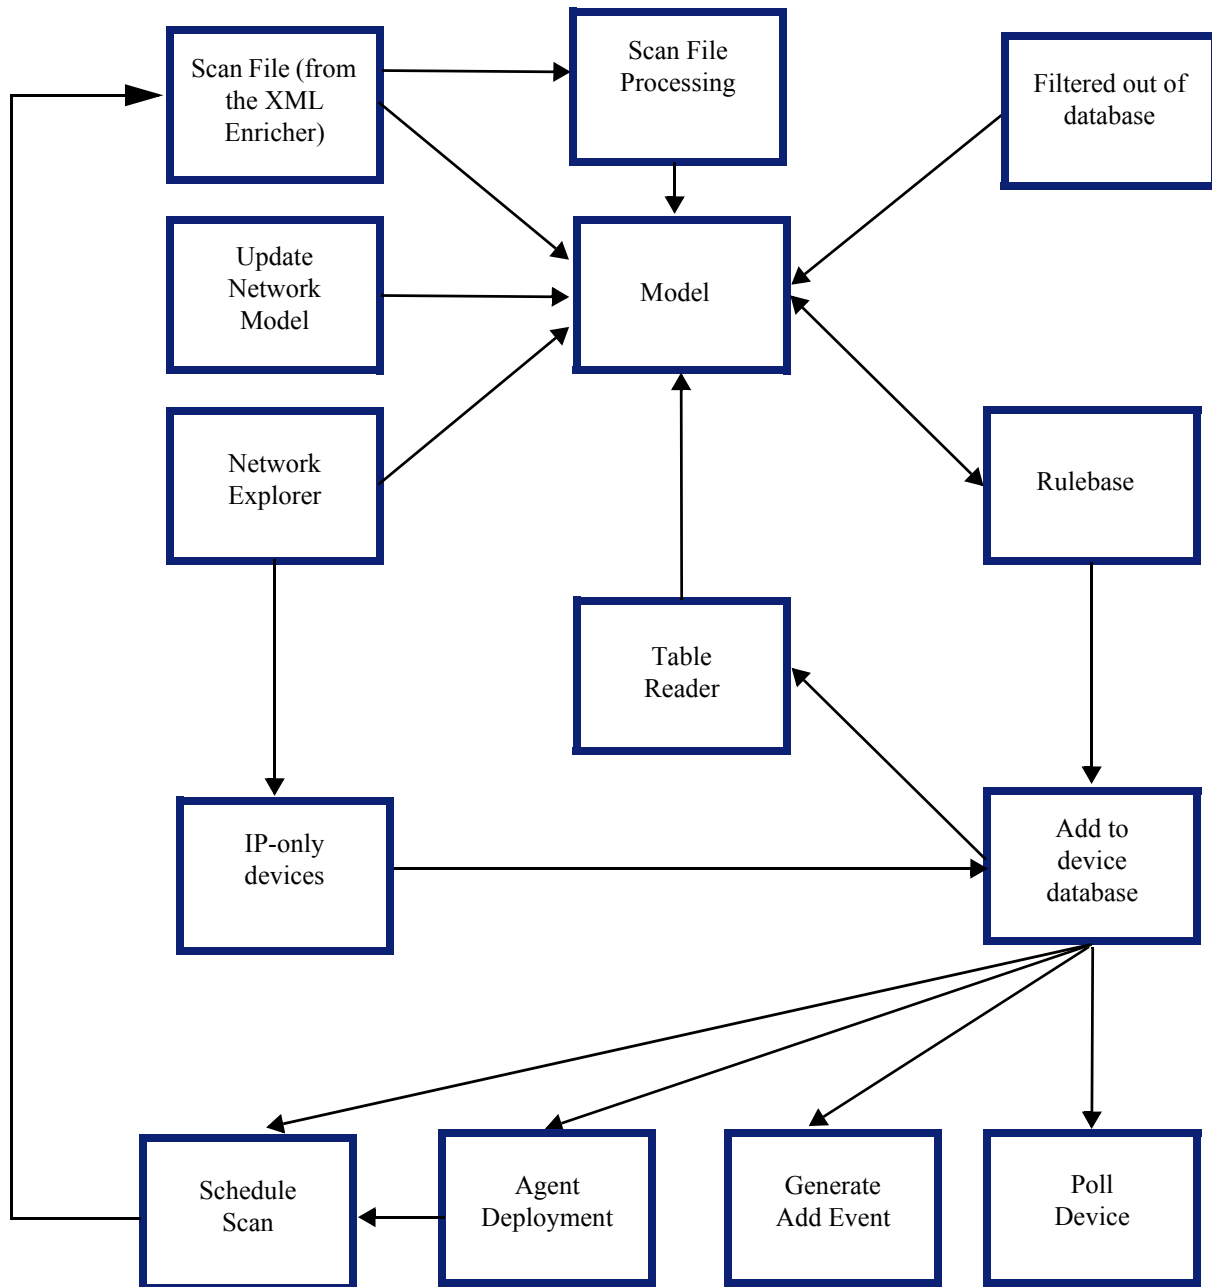 Scan File (from
the XML
Enricher)
Scan File
Processing
Filtered out of
database
Update
Network
Model
Model
Network
Explorer
Rulebase
Table
Reader
IP-only
devices
Add to
device
database
Schedule
Scan
Agent
Deployment
Generate
Add Event
Poll
Device